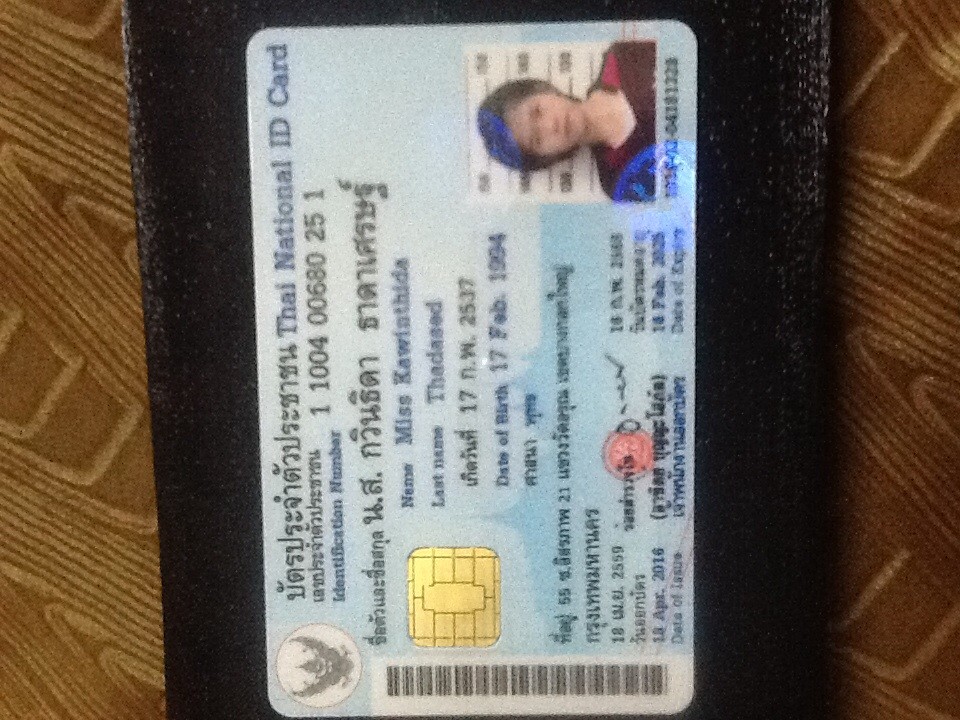 บัตรประจำตัวประชาชน Thai National ID Card
เลขประจำตัวประชาชน 1 1004 00680 25 1
Identification Number
ชื่อตัวและชื่อสกุล น.ส. กวินธิดา ธาดาเศรษฐ์
Name Miss Kawinthida
Last name Thadased
เกิดวันที่ 17 ก.พ. 2537
Date of Birth 17 Feb. 1994
ศาสนา พุทธ
ที่อยู่ 55 ซ.อิสรภาพ 21 แขวงวัดอรุณ เขตบางกอกใหญ่
กรุงเทพมหานคร
18 เม.ย. 2559
วันออกบัตร
18 Apr. 2016
Date of Issue
เจ้าพนักงานออกบัตร
16 ก.พ. 2568
วันบัตรหมดอายุ
16 Feb. 2025
Date of Expiry